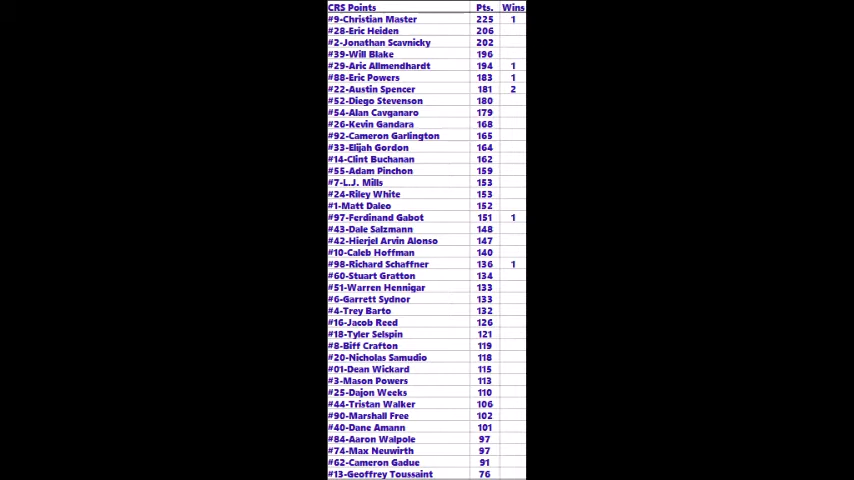 CRS Points Pts. Wins
#9-Christian Master 225 1
#28-Eric Heiden 206
#2-Jonathan Scavnicky 202
#39-Will Blake 196
#29-Aric Allmendhardt 194 1
#88-Eric Powers 183 1
#22-Austin Spencer 181 2
#52-Diego Stevenson 180
#54-Alan Cavganaro 179
#26-Kevin Gandara 168
#92-Cameron Garlington 165
#33-Elijah Gordon 164
#14-Clint Buchanan 162
#55-Adam Pinchon 159
#7-L.J. Mills 153
#24-Riley White 153
#1-Matt Daleo 152
#97-Ferdinand Gabot 151 1
#43-Dale Salzmann 148
#42-Hierjel Arvin Alonso 147
#10-Caleb Hoffman 140
#98-Richard Schaffner 136 1
#60-Stuart Gratton 134
#51-Warren Hennigar 133
#6-Garrett Sydnor 133
#4-Trey Barto 132
#16-Jacob Reed 126
#18-Tyler Selspin 121
#8-Biff Crafton 119
#20-Nicholas Samudio 118
#01-Dean Wickard 115
#3-Mason Powers 113
#25-Dajon Weeks 110
#44-Tristan Walker 106
#90-Marshall Free 102
#40-Dane Amann 101
#84-Aaron Walpole 97
#74-Max Neuwirth 97
#62-Cameron Gadue 91
#13-Geoffrey Toussaint 76